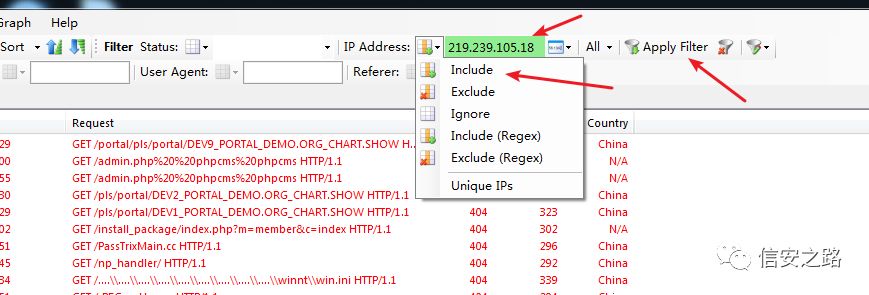 Graph Help
Sort Filter Status: IP Address: 219.239.105.18 All Apply Filter
User Agent: Referer:
Include
Exclude
Ignore
Include (Regex)
Exclude (Regex)
Unique IPs
Request Country
29 GET /portal/pls/portal/DEV9_PORTAL_DEMO.ORG_CHART.SHOW H... China
00 GET /admin.php%20%20phpcms%20phpcms HTTP/1.1 N/A
55 GET /admin.php%20%20phpcms%20phpcms HTTP/1.1 N/A
80 GET /pls/portal/DEV2_PORTAL_DEMO.ORG_CHART.SHOW HTTP/1.1 China
29 GET /pls/portal/DEV1_PORTAL_DEMO.ORG_CHART.SHOW HTTP/1.1 404 323 China
02 GET /install_package/index.php?m=member&c=index HTTP/1.1 404 302 N/A
51 GET /PassTrixMain.cc HTTP/1.1 404 296 China
45 GET /np_handler/ HTTP/1.1 404 292 China
84 GET /....\\....\\....\\....\\....\\....\\....\\....\\....\\winnt\\win.ini HTTP/1.1 404 339 China
信安之路